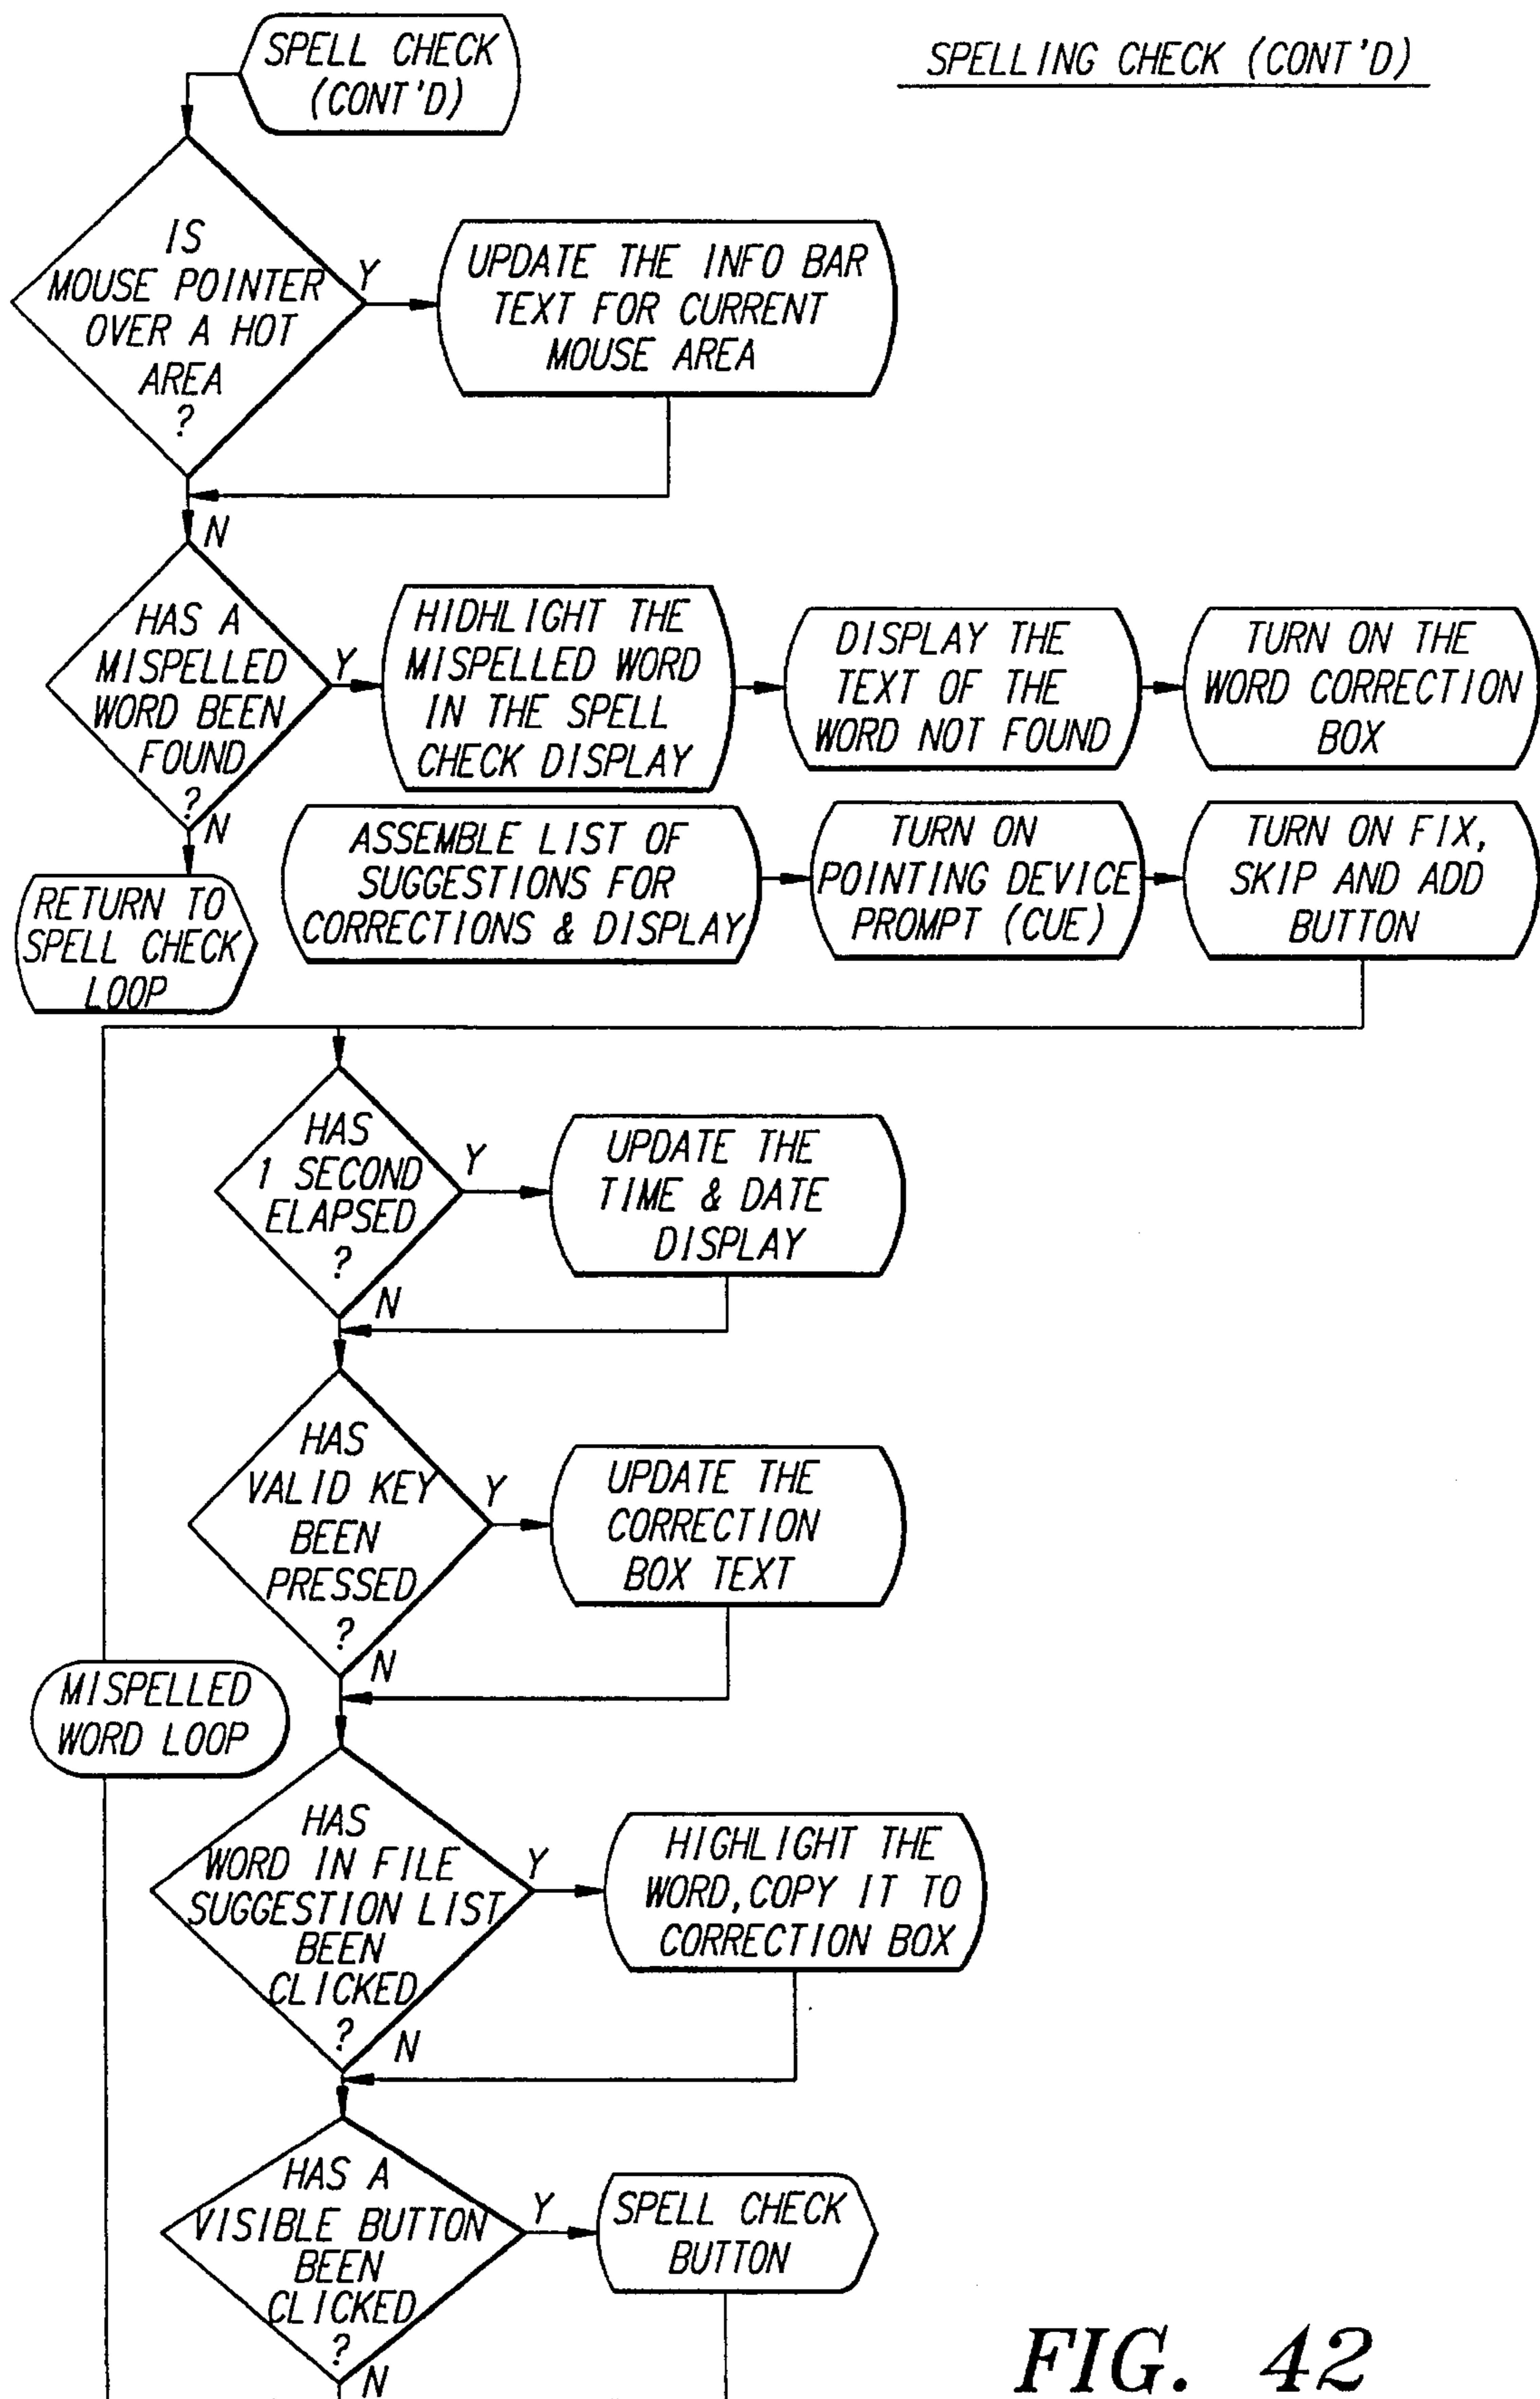 SPELL CHECK
(CONT'D)
SPELLING CHECK (CONT'D)
IS
MOUSE POINTER
OVER A HOT
AREA
?
Y
UPDATE THE INFO BAR
TEXT FOR CURRENT
MOUSE AREA
N
HAS A
MISPELLED
WORD BEEN
FOUND
?
Y
HIDHLIGHT THE
MISPELLED WORD
IN THE SPELL
CHECK DISPLAY
DISPLAY THE
TEXT OF THE
WORD NOT FOUND
TURN ON THE
WORD CORRECTION
BOX
N
RETURN TO
SPELL CHECK
LOOP
ASSEMBLE LIST OF
SUGGESTIONS FOR
CORRECTIONS & DISPLAY
TURN ON
POINTING DEVICE
PROMPT (CUE)
TURN ON FIX,
SKIP AND ADD
BUTTON
HAS
1 SECOND
ELAPSED
?
Y
UPDATE THE
TIME & DATE
DISPLAY
N
HAS
VALID KEY
BEEN
PRESSED
?
Y
UPDATE THE
CORRECTION
BOX TEXT
N
MISPELLED
WORD LOOP
HAS
WORD IN FILE
SUGGESTION LIST
BEEN
CLICKED
?
Y
HIGHLIGHT THE
WORD, COPY IT TO
CORRECTION BOX
N
HAS A
VISIBLE BUTTON
BEEN
CLICKED
?
Y
SPELL CHECK
BUTTON
N
FIG. 42